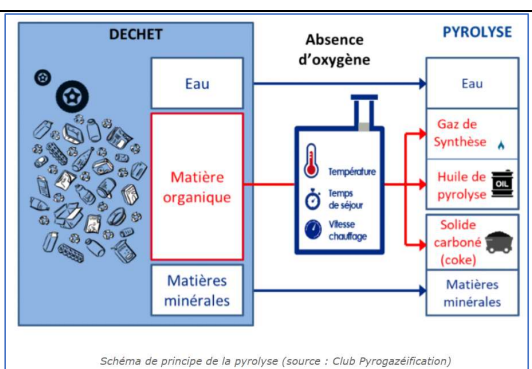 DECHET
Absence
d'oxygène
PYROLYSE
Eau
Matière
organique
Matières
minérales
Température
Temps
de séjour
Vitesse
chauffage
Eau
Gaz de
Synthèse
Huile de
pyrolyse
OIL
Solide
carboné
(coke)
Matières
minérales
Schéma de principe de la pyrolyse (source : Club Pyrogazéification)